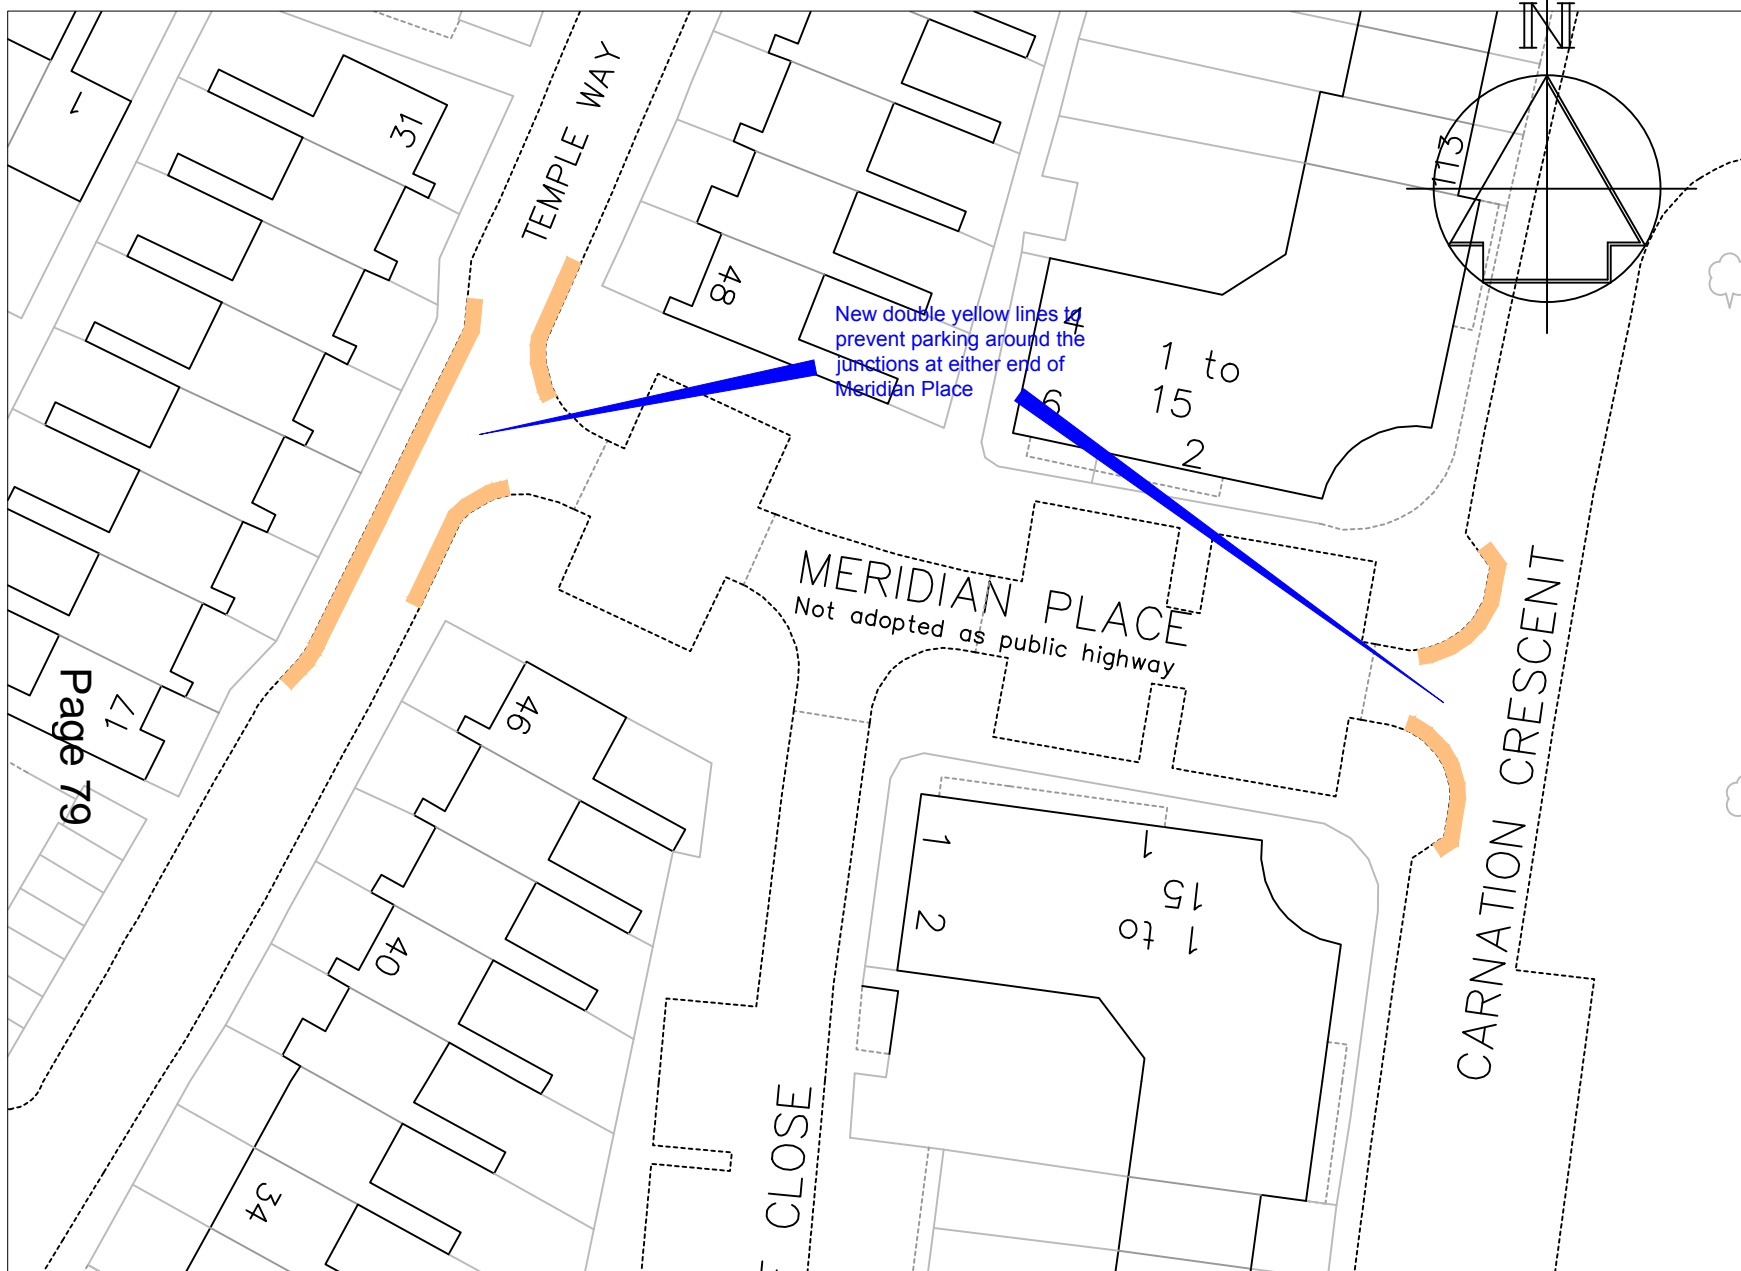 N
TEMPLE WAY
1
31
113
48
New double yellow lines to
prevent parking around the
junctions at either end of
Meridian Place
4
6
1 to
15
2
MERIDIAN PLACE
Not adopted as public highway
CARNATION CRESCENT
Page 79
17
46
40
34
1
2
1
1 to
15
CLOSE